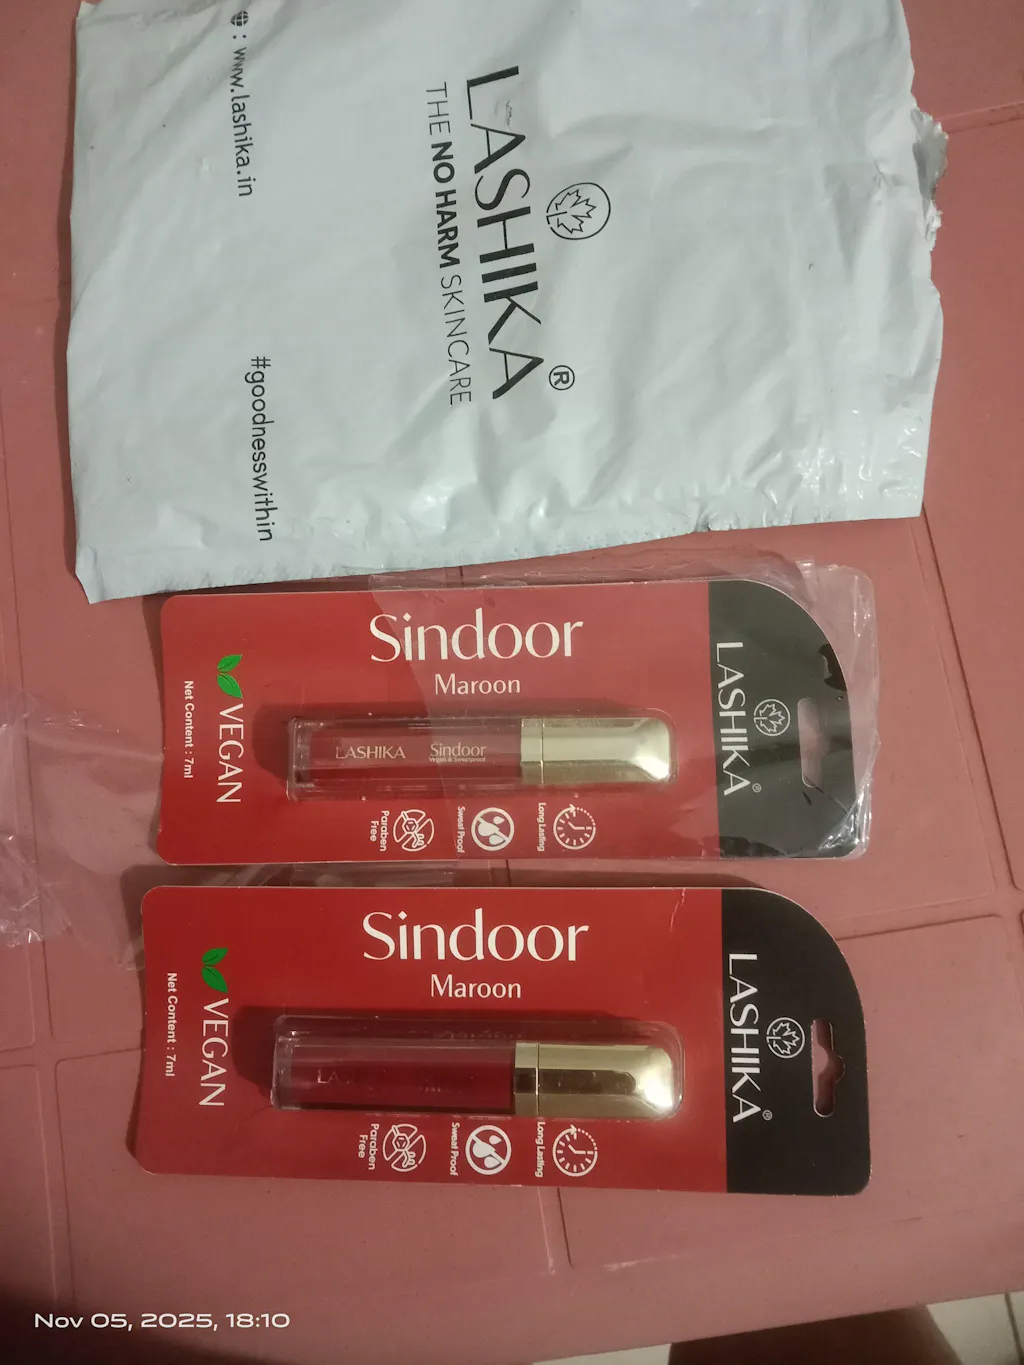 LASHIKA®
THE NO HARM SKINCARE
: www.lashika.in
#goodnesswithin
Sindoor
Maroon
LASHIKA®
VEGAN
Net Content : 7ml
LASHIKA Sindoor
Vegan & Sweatproof
Paraben
Free
Sweat Proof
Long Lasting
Sindoor
Maroon
LASHIKA®
VEGAN
Net Content : 7ml
Paraben
Free
Sweat Proof
Long Lasting
Nov 05, 2025, 18:10